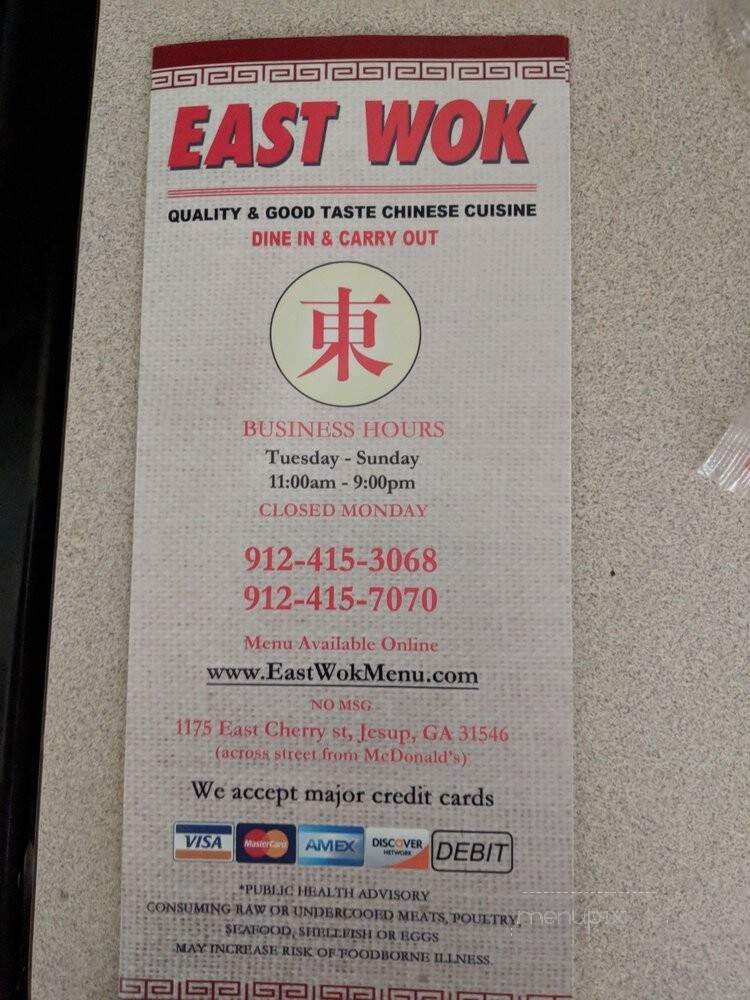 EAST WOK
QUALITY & GOOD TASTE CHINESE CUISINE
DINE IN & CARRY OUT
東
BUSINESS HOURS
Tuesday - Sunday
11:00am - 9:00pm
CLOSED MONDAY
912-415-3068
912-415-7070
Menu Available Online
www.EastWokMenu.com
NO MSG
1175 East Cherry st, Jesup, GA 31546
(across street from McDonald's)
We accept major credit cards
VISA MasterCard AMEX DISCOVER NETWORK DEBIT
*PUBLIC HEALTH ADVISORY
CONSUMING RAW OR UNDERCOOED MEATS, POULTRY,
SEAFOOD, SHELLFISH OR EGGS
MAY INCREASE RISK OF FOODBORNE ILLNESS.
menupix